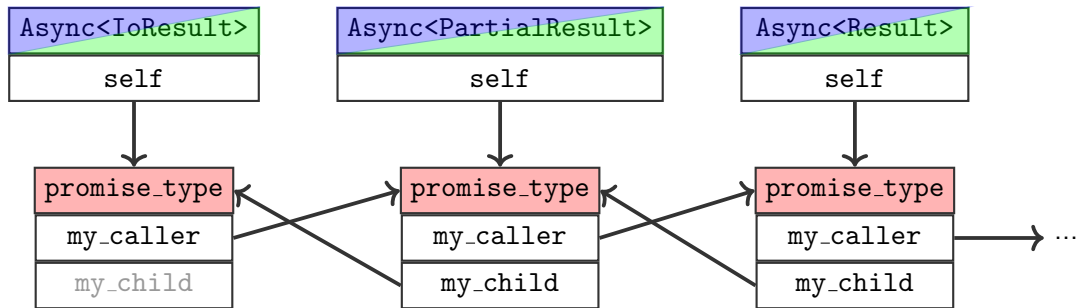 Async<IoResult> Async<PartialResult> Async<Result>
self self self
promise_type promise_type promise_type
my_caller my_caller my_caller ...
my_child my_child my_child